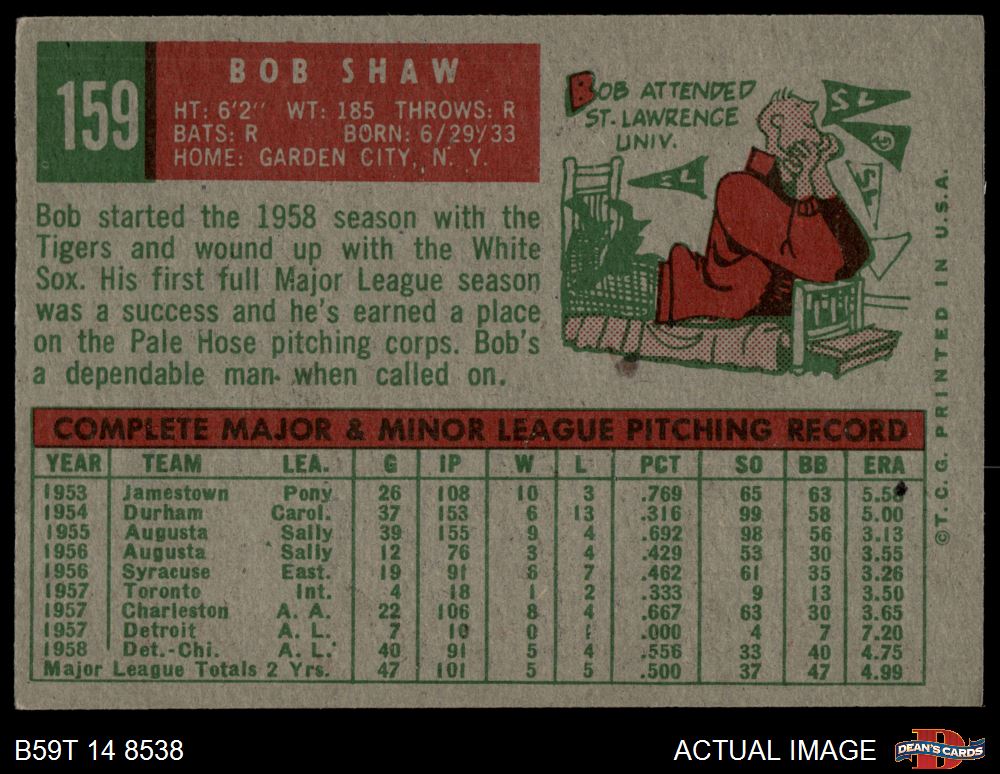 159
BOB SHAW
HT: 6'2" WT: 185 THROWS: R
BATS: R BORN: 6/29/33
HOME: GARDEN CITY, N. Y.
Bob started the 1958 season with the
Tigers and wound up with the White
Sox. His first full Major League season
was a success and he's earned a place
on the Pale Hose pitching corps. Bob's
a dependable man when called on.
BOB ATTENDED
ST. LAWRENCE
UNIV.
SL
SL
SL
COMPLETE MAJOR & MINOR LEAGUE PITCHING RECORD
YEAR TEAM LEA. G IP W L PCT SO BB ERA
1953 Jamestown Pony 26 108 10 3 .769 65 63 5.58
1954 Durham Carol. 37 153 6 13 .316 99 58 5.00
1955 Augusta Sally 39 155 9 4 .692 98 56 3.13
1956 Augusta Sally 12 76 3 4 .429 53 30 3.55
1956 Syracuse East. 19 91 6 7 .462 61 35 3.26
1957 Toronto Int. 4 18 1 2 .333 9 13 3.50
1957 Charleston A. A. 22 106 8 4 .667 63 30 3.65
1957 Detroit A. L. 7 10 0 1 .000 4 7 7.20
1958 Det.-Chi. A. L. 40 91 5 4 .556 33 40 4.75
Major League Totals 2 Yrs. 47 101 5 5 .500 37 47 4.99
©T. C. G. PRINTED IN U.S.A.
B59T 14 8538
ACTUAL IMAGE
DEAN'S CARDS